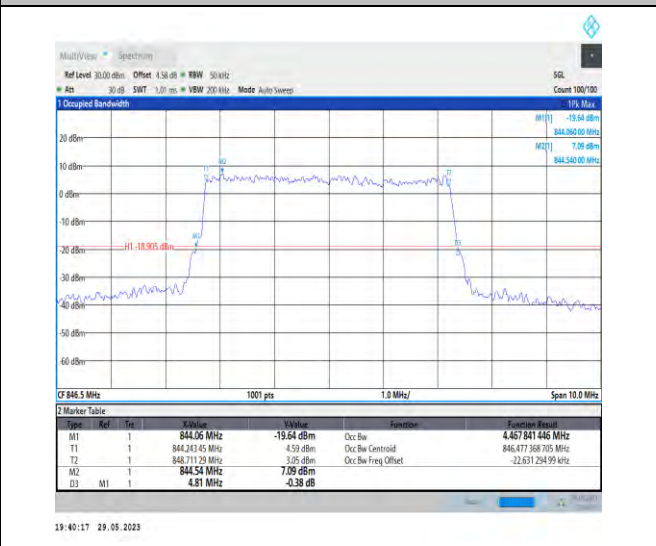 MultiView Spectrum
Ref Level 30.00 dBm Offset 4.58 dB RBW 50 kHz SGL
Att 30 dB SWT 1.01 ms VBW 200 kHz Mode Auto Sweep Count 100/100
1 Occupied Bandwidth 1Pk Max
M1[1] -19.64 dBm
844.060 00 MHz
M2[1] 7.09 dBm
844.540 00 MHz
20 dBm
10 dBm
T1 M2
0 dBm
-10 dBm
M1
H1 -18.905 dBm D3
-20 dBm
-30 dBm
-40 dBm
-50 dBm
-60 dBm
CF 846.5 MHz 1001 pts 1.0 MHz/ Span 10.0 MHz
2 Marker Table
Type Ref Trc X-Value Y-Value Function Function Result
M1 1 844.06 MHz -19.64 dBm Occ Bw 4.467 841 446 MHz
T1 1 844.243 45 MHz 4.59 dBm Occ Bw Centroid 846.477 368 705 MHz
T2 1 848.711 29 MHz 3.05 dBm Occ Bw Freq Offset -22.631 294 99 kHz
M2 1 844.54 MHz 7.09 dBm
D3 M1 1 4.81 MHz -0.38 dB
19:40:17 29.05.2023